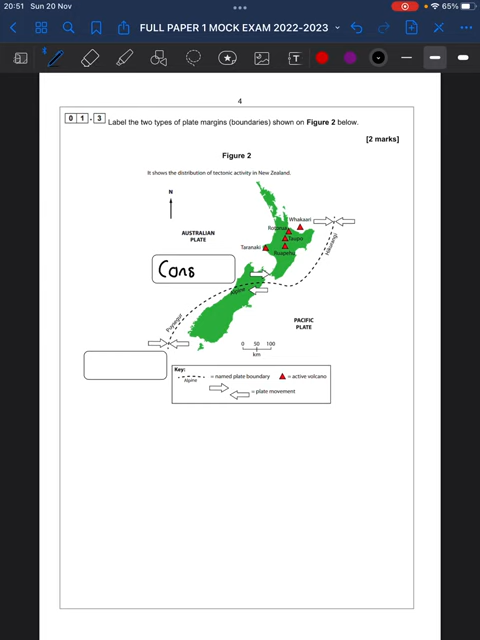 20:51 Sun 20 Nov
65%
FULL PAPER 1 MOCK EXAM 2022-2023
4
0 1 . 3 Label the two types of plate margins (boundaries) shown on Figure 2 below.
[2 marks]
Figure 2
It shows the distribution of tectonic activity in New Zealand.
N
Whakaari
Rotorua
AUSTRALIAN
PLATE
Taupo
Taranaki
Ruapehu
Hikurangi
Cons
Alpine
Puysegur
PACIFIC
PLATE
0 50 100
km
Key:
= named plate boundary
Alpine
= active volcano
= plate movement